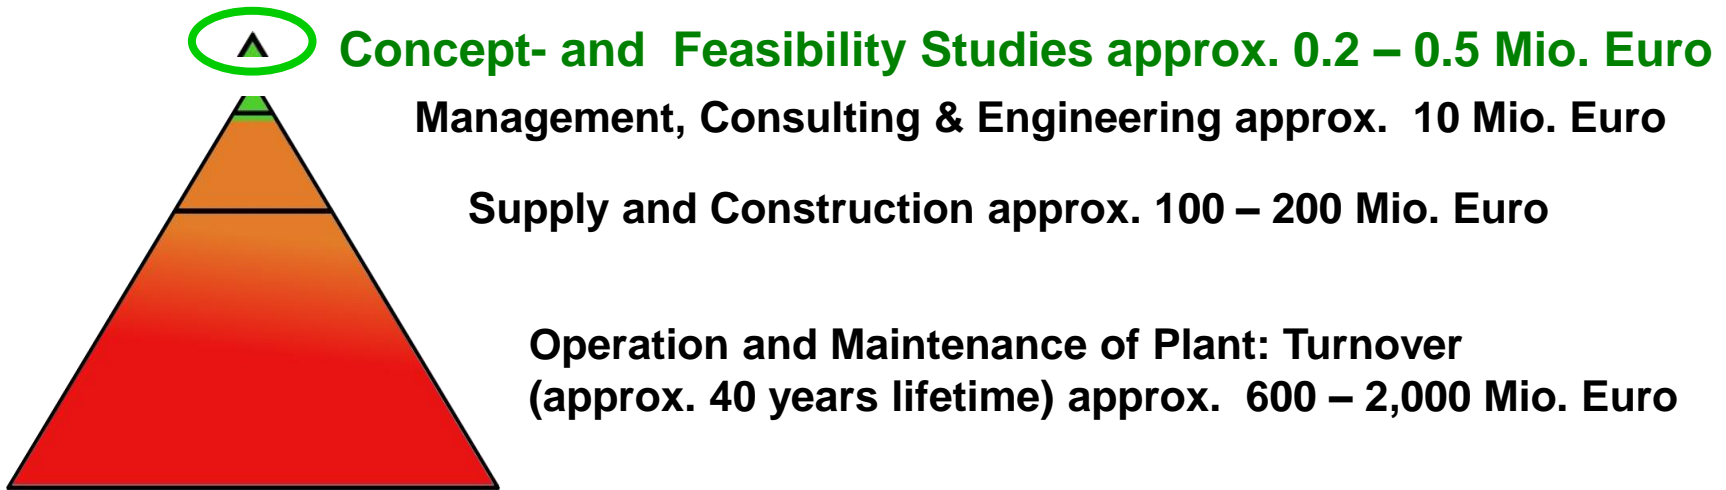 Concept- and Feasibility Studies approx. 0.2 – 0.5 Mio. Euro
Management, Consulting & Engineering approx. 10 Mio. Euro
Supply and Construction approx. 100 – 200 Mio. Euro
Operation and Maintenance of Plant: Turnover
(approx. 40 years lifetime) approx. 600 – 2,000 Mio. Euro